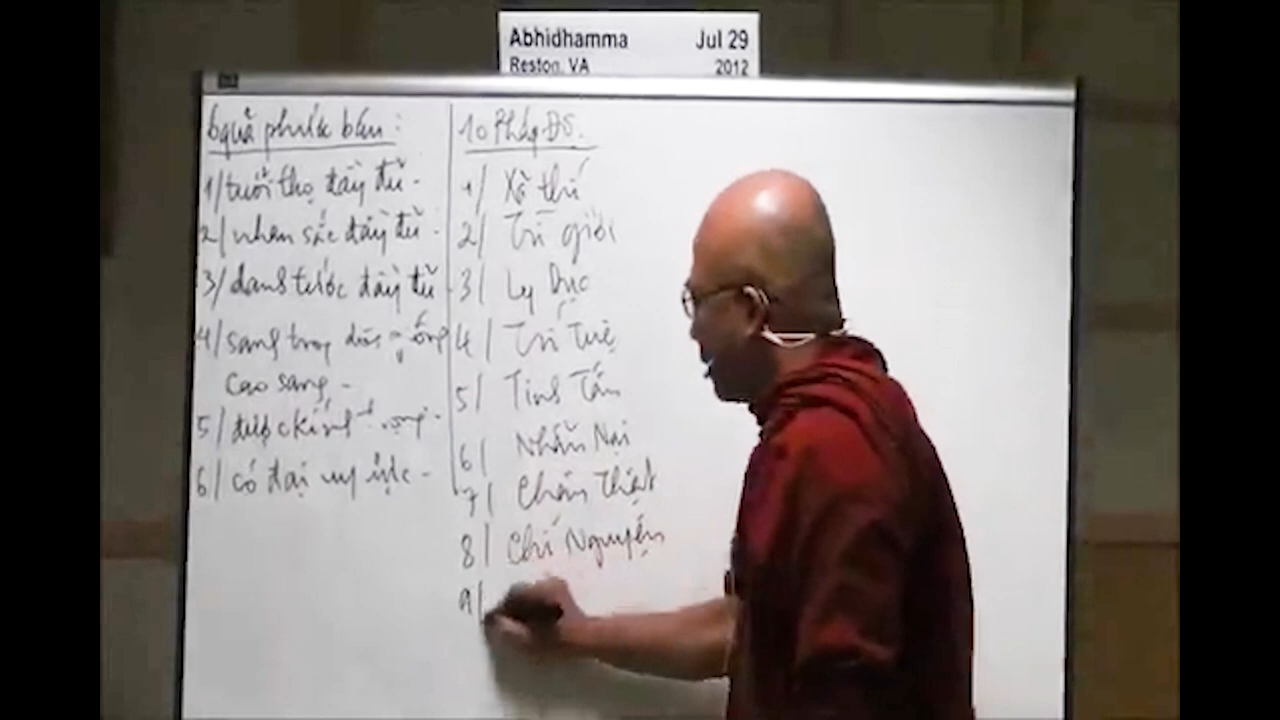 Abhidhamma Jul 29
Reston, VA 2012
6 quả phước báu:
1/ tuổi thọ đầy đủ -
2/ nhan sắc đầy đủ -
3/ danh tước đầy đủ -
4/ sang trọng
cao sang -
5/ được kính trọng -
6/ có đại uy lực -
10 Pháp ĐS.
1/ Xả thí
2/ Trì giới
3/ Ly Dục
4/ Trí Tuệ
5/ Tinh Tấn
6/ Nhẫn Nại
7/ Chân Thật
8/ Chí Nguyện
9/